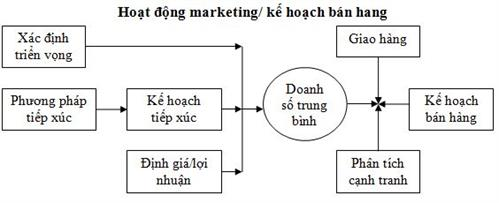 Hoạt động marketing/ kế hoạch bán hang
Xác định
triển vọng
Phương pháp
tiếp xúc
Kế hoạch
tiếp xúc
Định giá/lợi
nhuận
Doanh
số trung
bình
Giao hàng
Kế hoạch
bán hàng
Phân tích
cạnh tranh